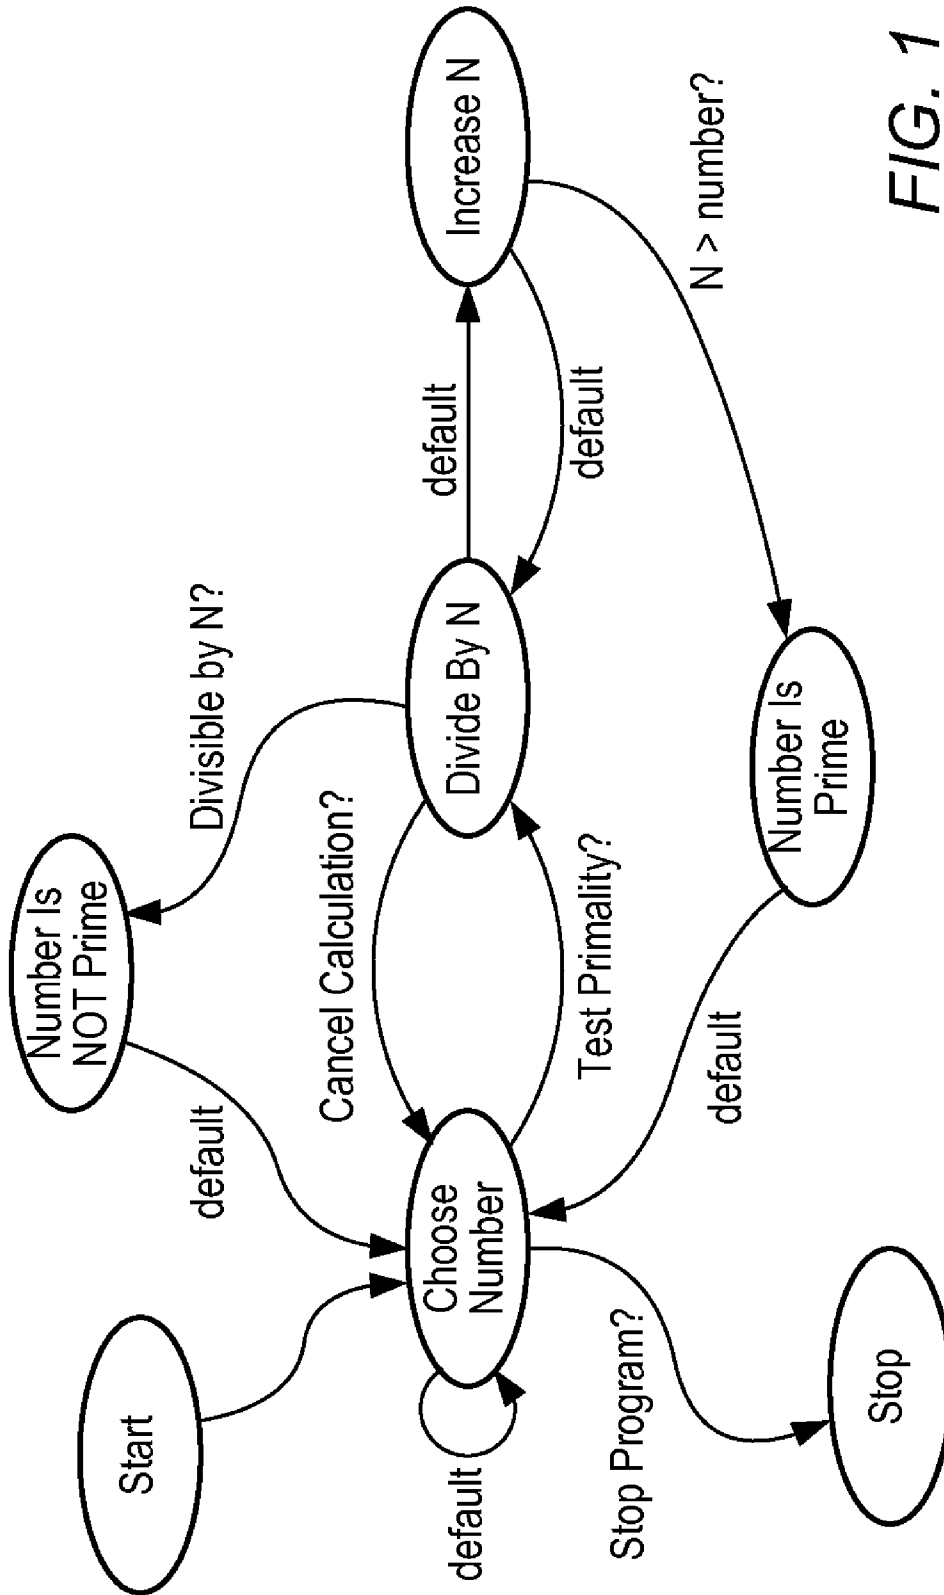 Number Is
NOT Prime
Divisible by N?
Start
default
Cancel Calculation?
default
Choose
Number
Divide By N
default
Increase N
default
Test Primality?
Stop Program?
default
N > number?
Stop
Number Is
Prime
FIG. 1